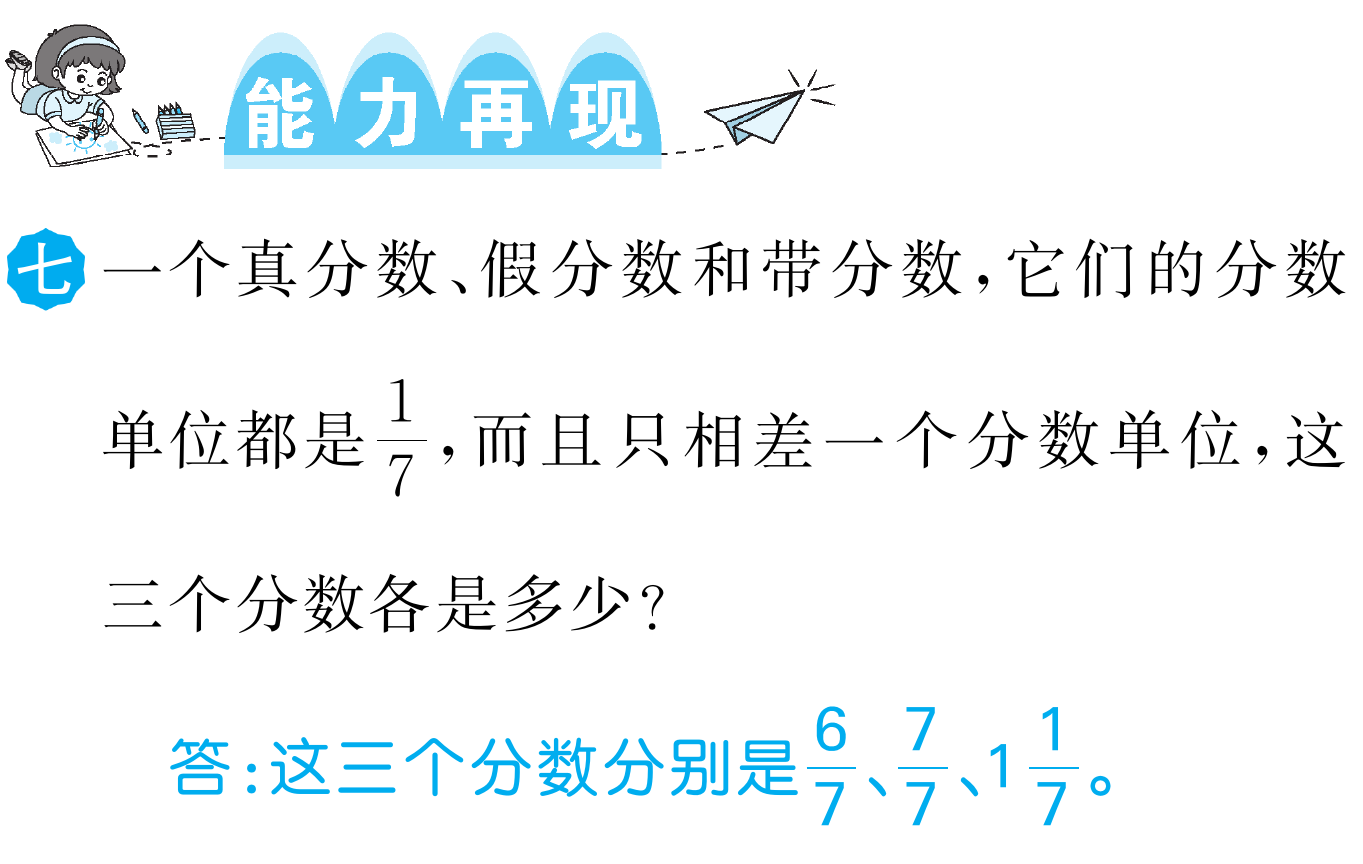 能力再现
七 一个真分数、假分数和带分数,它们的分数
单位都是1/7,而且只相差一个分数单位,这
三个分数各是多少?
答:这三个分数分别是6/7、7/7、1 1/7。